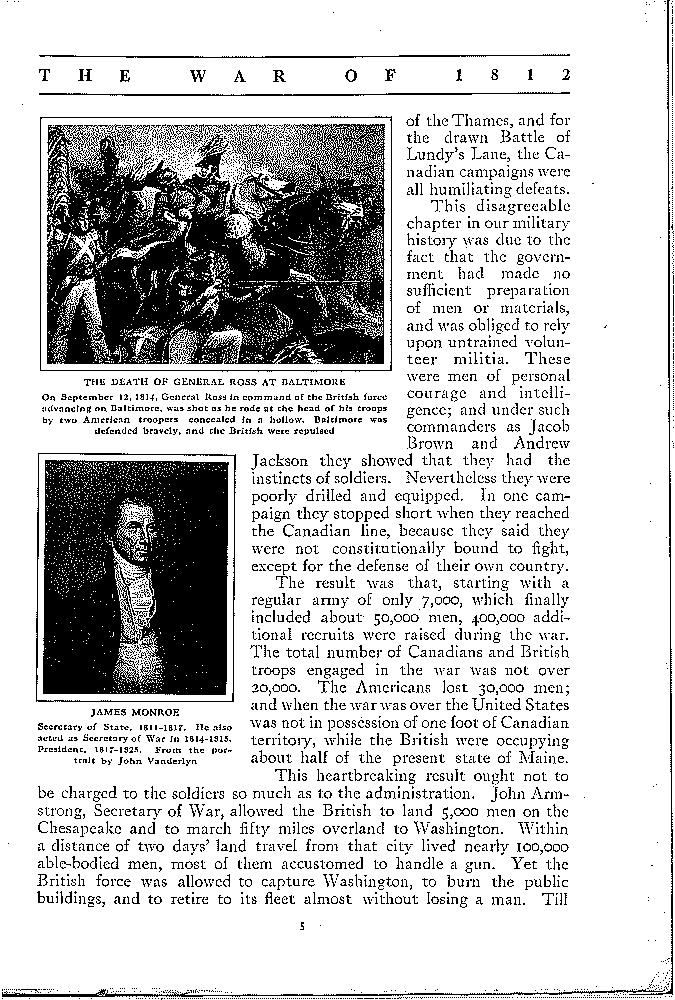 THE WAR OF 1812
of the Thames, and for
the drawn Battle of
Lundy's Lane, the Ca-
nadian campaigns were
all humiliating defeats.
This disagreeable
chapter in our military
history was due to the
fact that the govern-
ment had made no
sufficient preparation
of men or materials,
and was obliged to rely
upon untrained volun-
teer militia. These
were men of personal
courage and intelli-
gence; and under such
commanders as Jacob
Brown and Andrew
THE DEATH OF GENERAL ROSS AT BALTIMORE
On September 12, 1814, General Ross in command of the British force
advancing on Baltimore, was shot as he rode at the head of his troops
by two American troopers concealed in a hollow. Baltimore was
defended bravely, and the British were repulsed
Jackson they showed that they had the
instincts of soldiers. Nevertheless they were
poorly drilled and equipped. In one cam-
paign they stopped short when they reached
the Canadian line, because they said they
were not constitutionally bound to fight,
except for the defense of their own country.
The result was that, starting with a
regular army of only 7,000, which finally
included about 50,000 men, 400,000 addi-
tional recruits were raised during the war.
The total number of Canadians and British
troops engaged in the war was not over
20,000. The Americans lost 30,000 men;
and when the war was over the United States
was not in possession of one foot of Canadian
territory, while the British were occupying
about half of the present state of Maine.
JAMES MONROE
Secretary of State, 1811-1817. He also
acted as Secretary of War in 1814-1815.
President, 1817-1825. From the por-
trait by John Vanderlyn
This heartbreaking result ought not to
be charged to the soldiers so much as to the administration. John Arm-
strong, Secretary of War, allowed the British to land 5,000 men on the
Chesapeake and to march fifty miles overland to Washington. Within
a distance of two days' land travel from that city lived nearly 100,000
able-bodied men, most of them accustomed to handle a gun. Yet the
British force was allowed to capture Washington, to burn the public
buildings, and to retire to its fleet almost without losing a man. Till
5